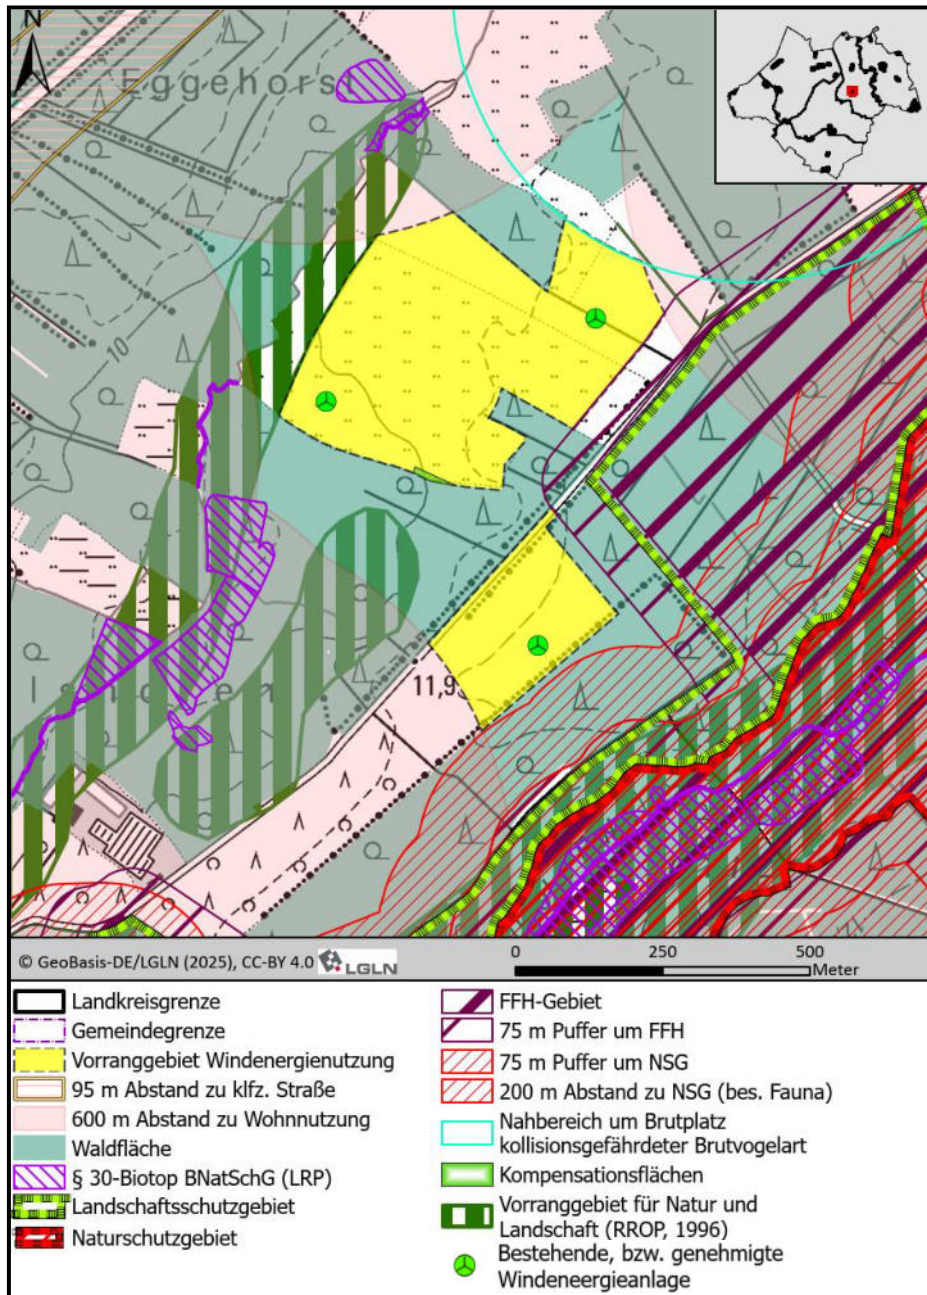 N
Eggehorst
10
11,9
© GeoBasis-DE/LGLN (2025), CC-BY 4.0 LGLN
0 250 500
Meter
Landkreisgrenze
Gemeindegrenze
Vorranggebiet Windenergienutzung
95 m Abstand zu klfz. Straße
600 m Abstand zu Wohnnutzung
Waldfläche
§ 30-Biotop BNatSchG (LRP)
Landschaftsschutzgebiet
Naturschutzgebiet
FFH-Gebiet
75 m Puffer um FFH
75 m Puffer um NSG
200 m Abstand zu NSG (bes. Fauna)
Nahbereich um Brutplatz
kollisionsgefährdeter Brutvogelart
Kompensationsflächen
Vorranggebiet für Natur und
Landschaft (RROP, 1996)
Bestehende, bzw. genehmigte
Windeneergieanlage